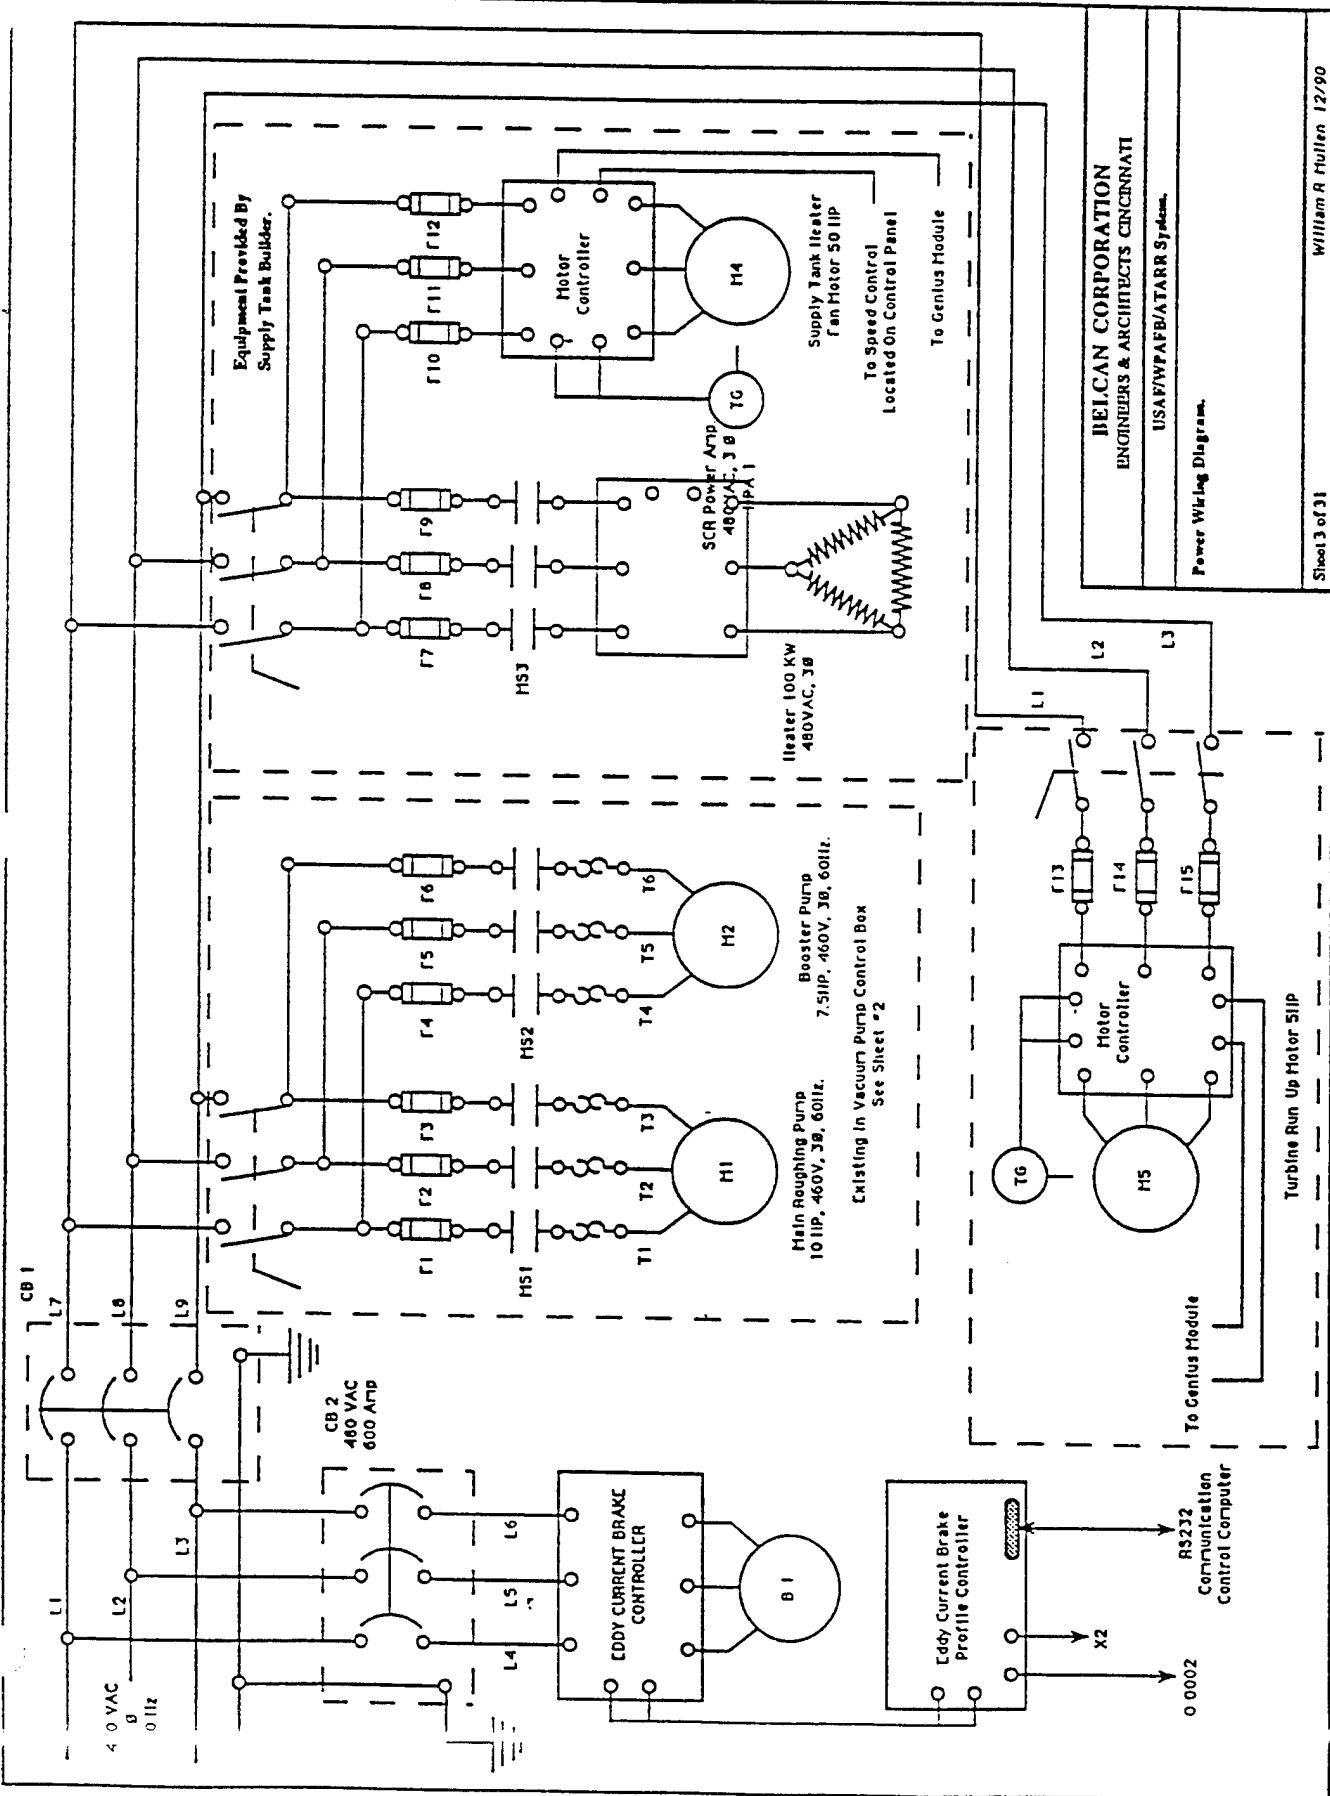 CB 1
L1
L2
L3
L7
L8
L9
CB 2
480 VAC
600 Amp
L4
L5
L6
EDDY CURRENT BRAKE
CONTROLLER
B 1
Eddy Current Brake
Profile Controller
0 0002
X2
RS232
Communication
Control Computer
F1
F2
F3
F4
F5
F6
MS1
MS2
T1
T2
T3
T4
T5
T6
M1
M2
Main Roughing Pump
10 HP, 460V, 3Ø, 60Hz.
Booster Pump
7.5HP, 460V, 3Ø, 60Hz.
Existing In Vacuum Pump Control Box
See Sheet #2
Equipment Provided By
Supply Tank Builder.
F7
F8
F9
F10
F11
F12
MS3
SCR Power Amp
480VAC, 3 Ø
Heater 100 KW
480VAC, 3Ø
Motor
Controller
TG
M4
Supply Tank Heater
Fan Motor 50 HP
To Speed Control
Located On Control Panel
To Genius Module
L1
L2
L3
F13
F14
F15
Motor
Controller
TG
M5
To Genius Module
Turbine Run Up Motor 5HP
BELCAN CORPORATION
ENGINEERS & ARCHITECTS CINCINNATI
USAF/WPAFB/ATARR System.
Power Wiring Diagram.
Sheet 3 of 31
William R Mullen 12/90